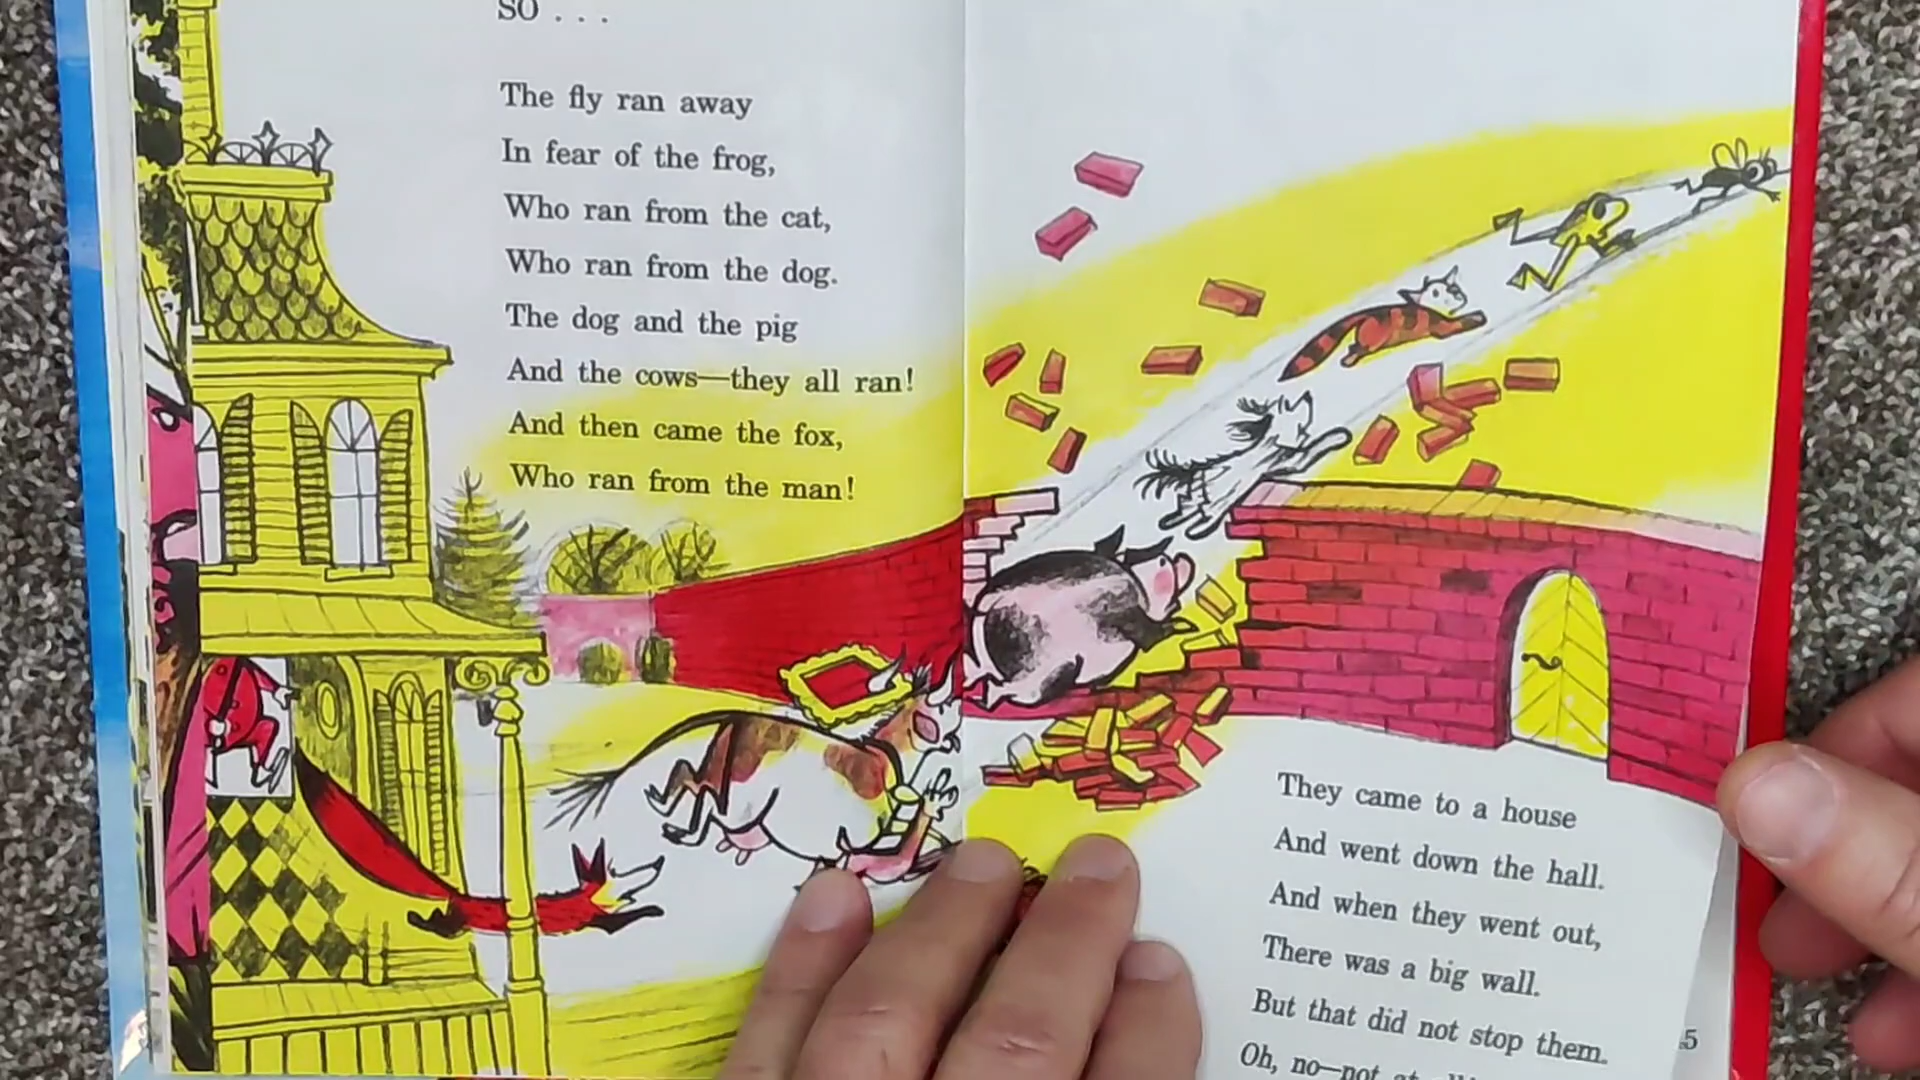 SO . . .
The fly ran away
In fear of the frog,
Who ran from the cat,
Who ran from the dog.
The dog and the pig
And the cows—they all ran!
And then came the fox,
Who ran from the man!
They came to a house
And went down the hall.
And when they went out,
There was a big wall.
But that did not stop them.
Oh, no—not at
5